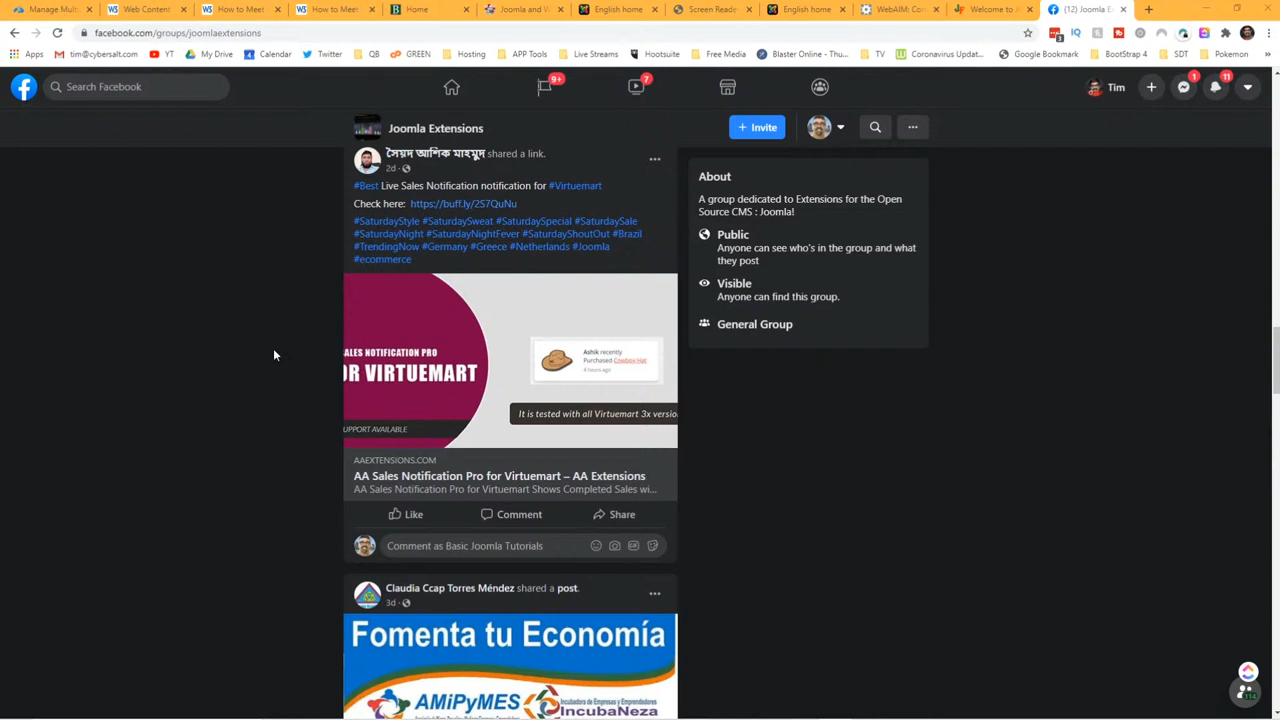 Manage Mult
Web Content
How to Meet
How to Meet
Home
Joomla and V
English home
Screen Reade
English home
WebAIM: Con
Welcome to J
(12) Joomla E
facebook.com/groups/joomlaextensions
Apps tim@cybersalt.com YT My Drive Calendar Twitter QB GREEN Hosting APP Tools Live Streams Hootsuite Free Media Blaster Online - Thu... TV Coronavirus Updat... Google Bookmark BootStrap 4 SDT Pokemon
Search Facebook
9+
7
Tim
1
11
Joomla Extensions
+ Invite
সৈয়দ আশিক মাহমুদ shared a link.
2d
#Best Live Sales Notification notification for #Virtuemart
Check here: https://buff.ly/2S7QuNu
#SaturdayStyle #SaturdaySweat #SaturdaySpecial #SaturdaySale
#SaturdayNight #SaturdayNightFever #SaturdayShoutOut #Brazil
#TrendingNow #Germany #Greece #Netherlands #Joomla
#ecommerce
SALES NOTIFICATION PRO
OR VIRTUEMART
UPPORT AVAILABLE
Ashik recently
Purchased Cowboy Hat
4 hours ago
It is tested with all Virtuemart 3x versio
AAEXTENSIONS.COM
AA Sales Notification Pro for Virtuemart – AA Extensions
AA Sales Notification Pro for Virtuemart Shows Completed Sales wi...
Like Comment Share
Comment as Basic Joomla Tutorials
Claudia Ccap Torres Méndez shared a post.
3d
Fomenta tu Economía
AMiPyMES
Incubadora de Empresas y Emprendedores
IncubaNeza
About
A group dedicated to Extensions for the Open
Source CMS : Joomla!
Public
Anyone can see who's in the group and what
they post
Visible
Anyone can find this group.
General Group
114